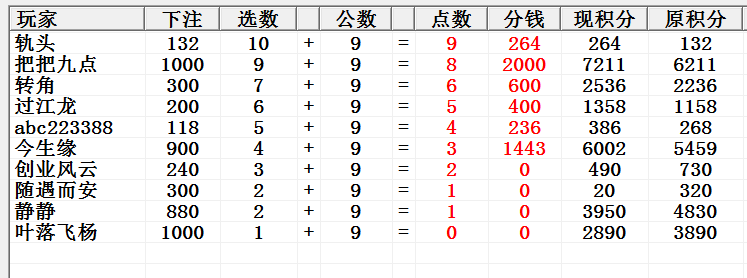 玩家 下注 选数 公数 点数 分钱 现积分 原积分
轨头 132 10 + 9 = 9 264 264 132
把把九点 1000 9 + 9 = 8 2000 7211 6211
转角 300 7 + 9 = 6 600 2536 2236
过江龙 200 6 + 9 = 5 400 1358 1158
abc223388 118 5 + 9 = 4 236 386 268
今生缘 900 4 + 9 = 3 1443 6002 5459
创业风云 240 3 + 9 = 2 0 490 730
随遇而安 300 2 + 9 = 1 0 20 320
静静 880 2 + 9 = 1 0 3950 4830
叶落飞杨 1000 1 + 9 = 0 0 2890 3890